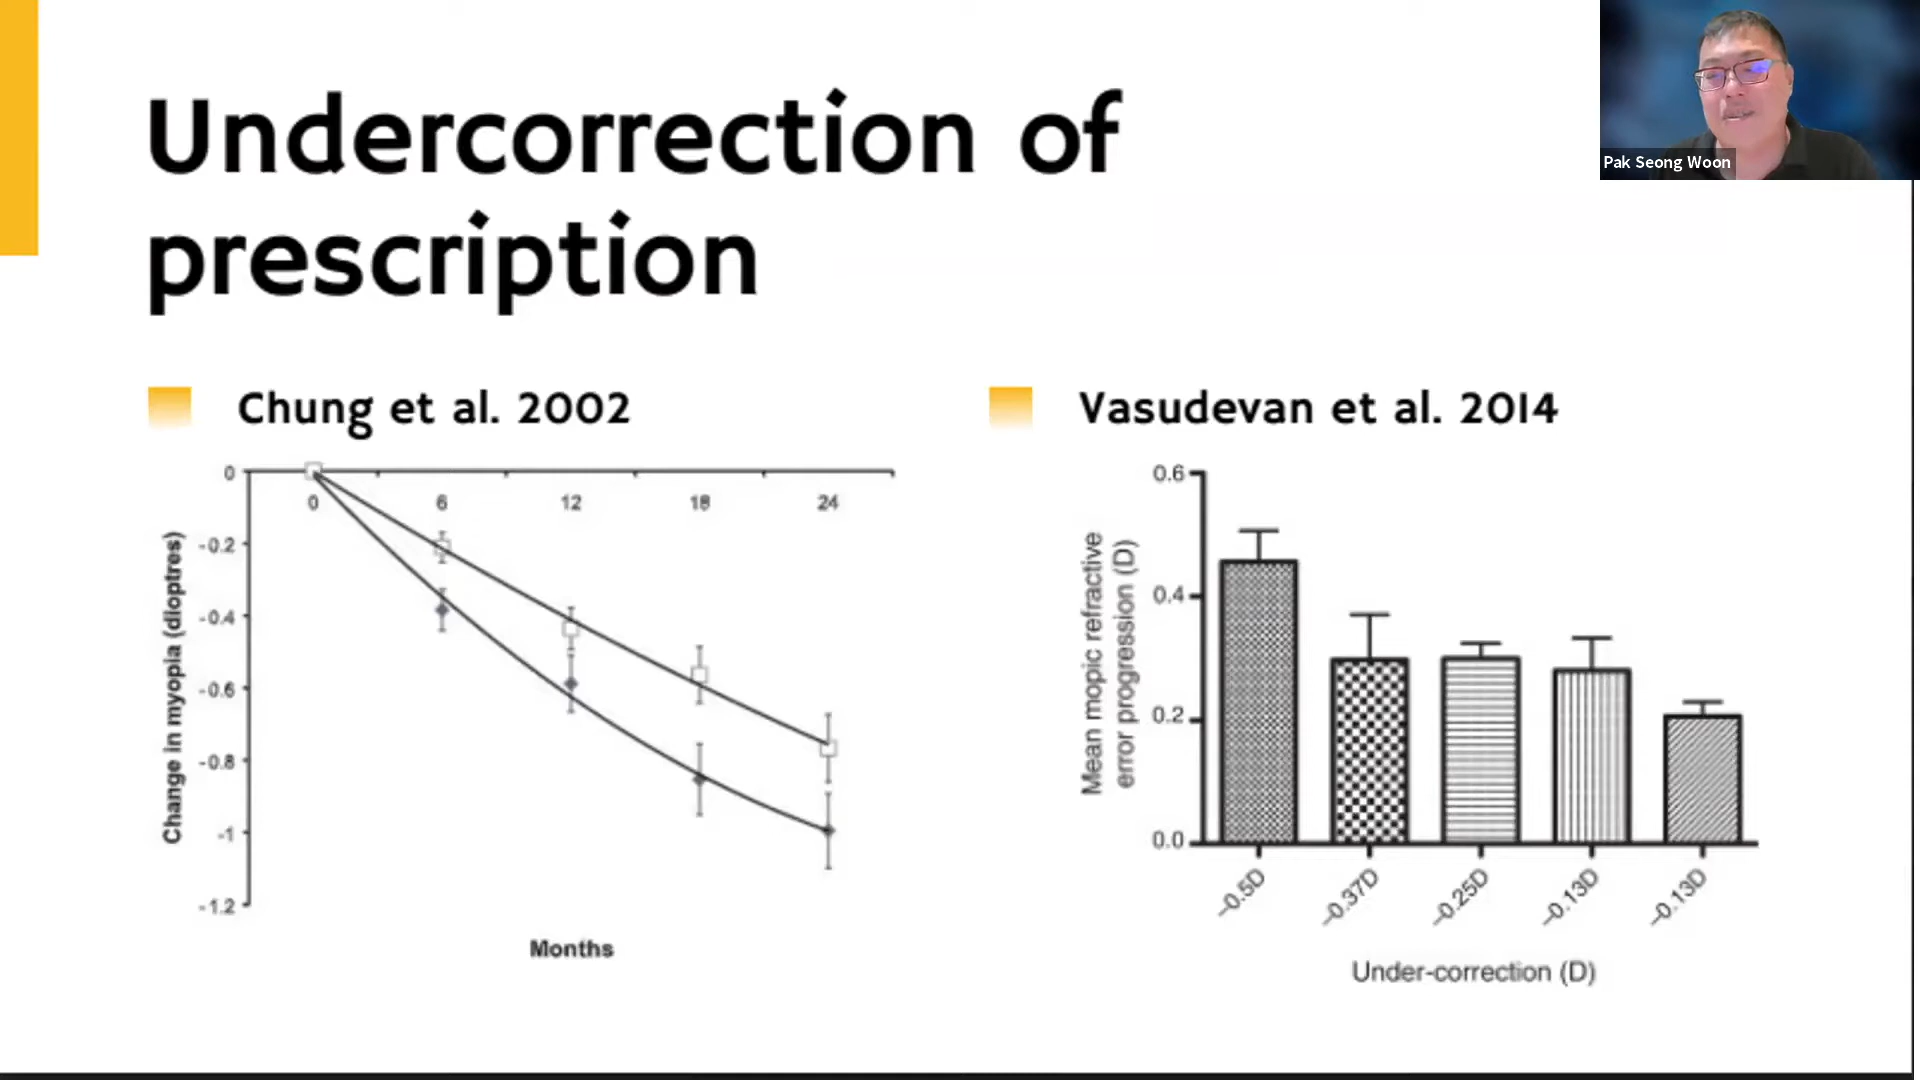 Undercorrection of
prescription
Pak Seong Woon
Chung et al. 2002
0
0 6 12 18 24
-0.2
-0.4
-0.6
-0.8
-1
-1.2
Change in myopia (dioptres)
Months
Vasudevan et al. 2014
0.6
0.4
0.2
0.0
Mean mopic refractive
error progression (D)
–0.5D –0.37D –0.25D –0.13D –0.13D
Under-correction (D)